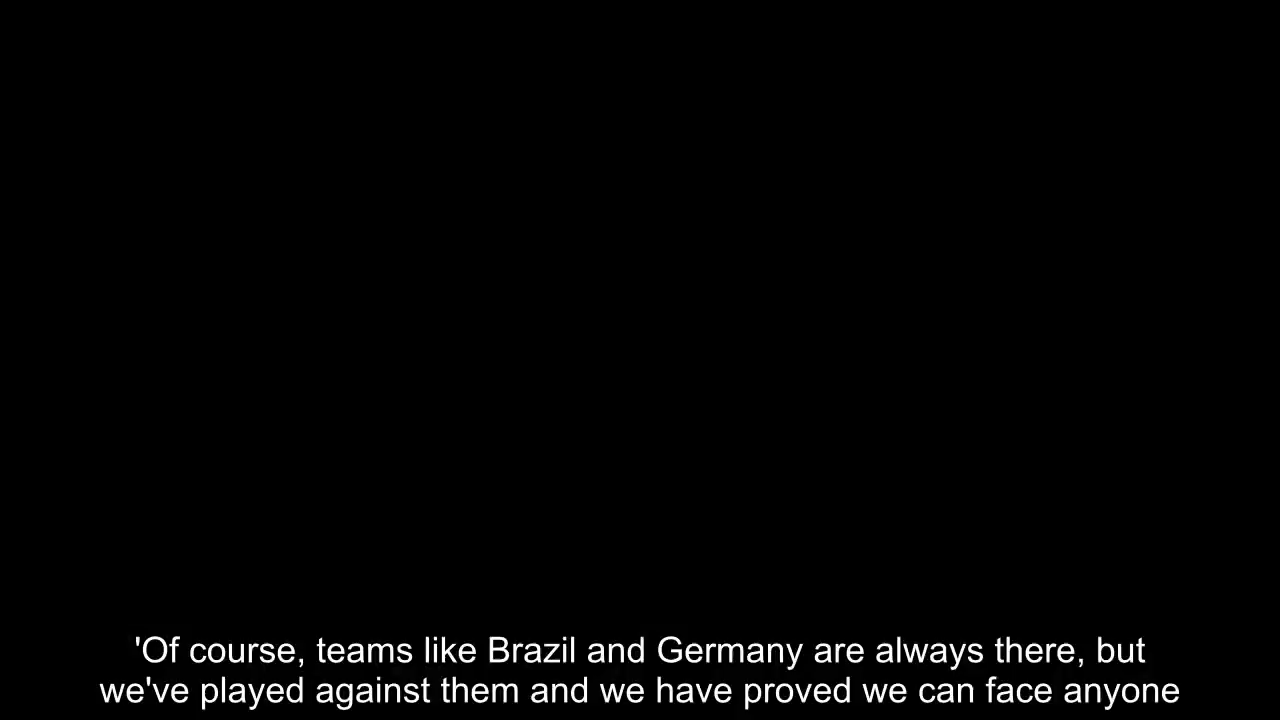 'Of course, teams like Brazil and Germany are always there, but
we've played against them and we have proved we can face anyone